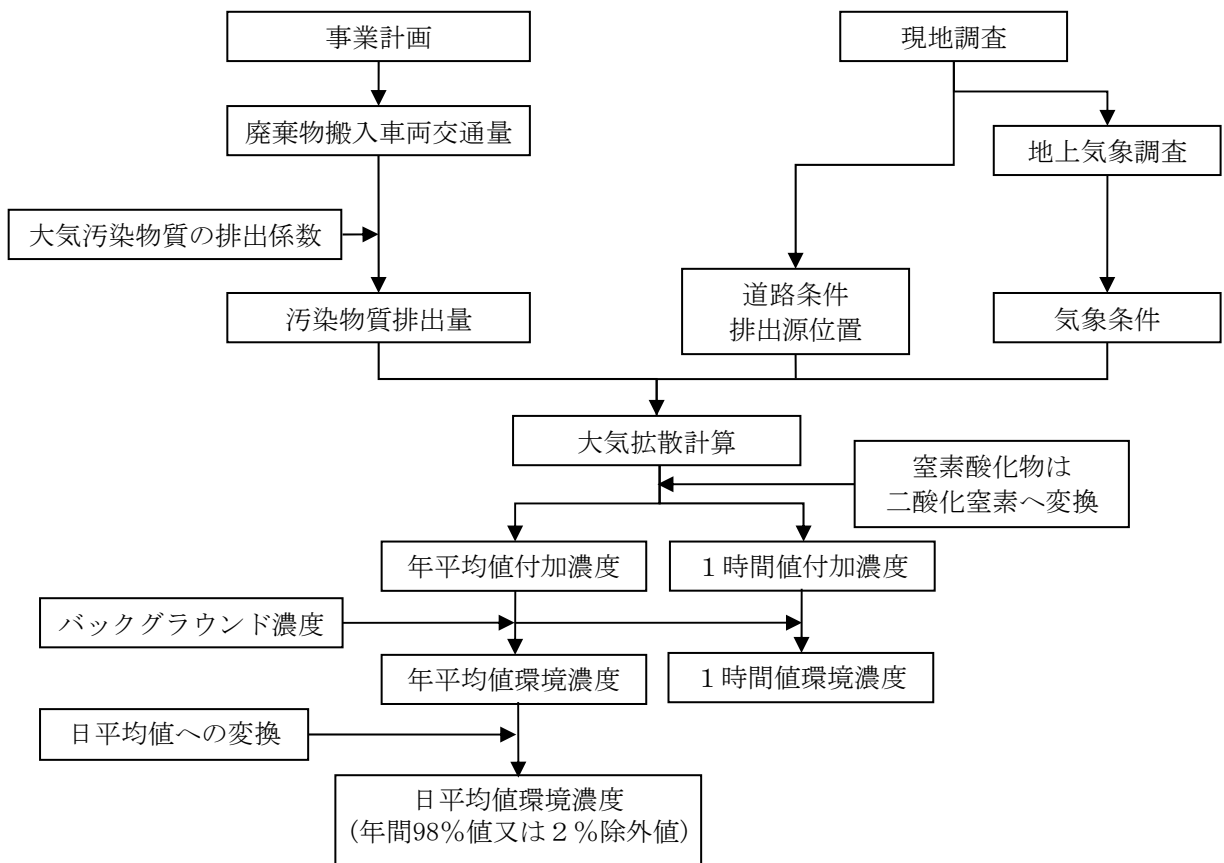 事業計画
現地調査
廃棄物搬入車両交通量
地上気象調査
大気汚染物質の排出係数
汚染物質排出量
道路条件
排出源位置
気象条件
大気拡散計算
窒素酸化物は
二酸化窒素へ変換
年平均値付加濃度
１時間値付加濃度
バックグラウンド濃度
年平均値環境濃度
１時間値環境濃度
日平均値への変換
日平均値環境濃度
(年間98％値又は２％除外値)